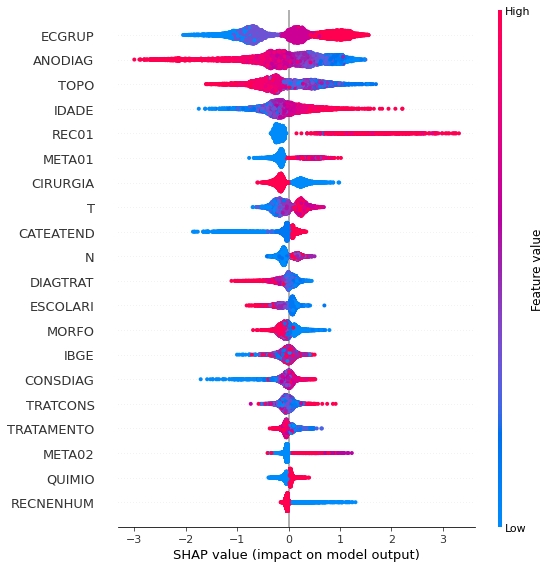 High
ECGRUP
ANODIAG
TOPO
IDADE
REC01
META01
CIRURGIA
T
CATEATEND
N
DIAGTRAT
ESCOLARI
MORFO
IBGE
CONSDIAG
TRATCONS
TRATAMENTO
META02
QUIMIO
RECNENHUM
Feature value
Low
−3 −2 −1 0 1 2 3
SHAP value (impact on model output)